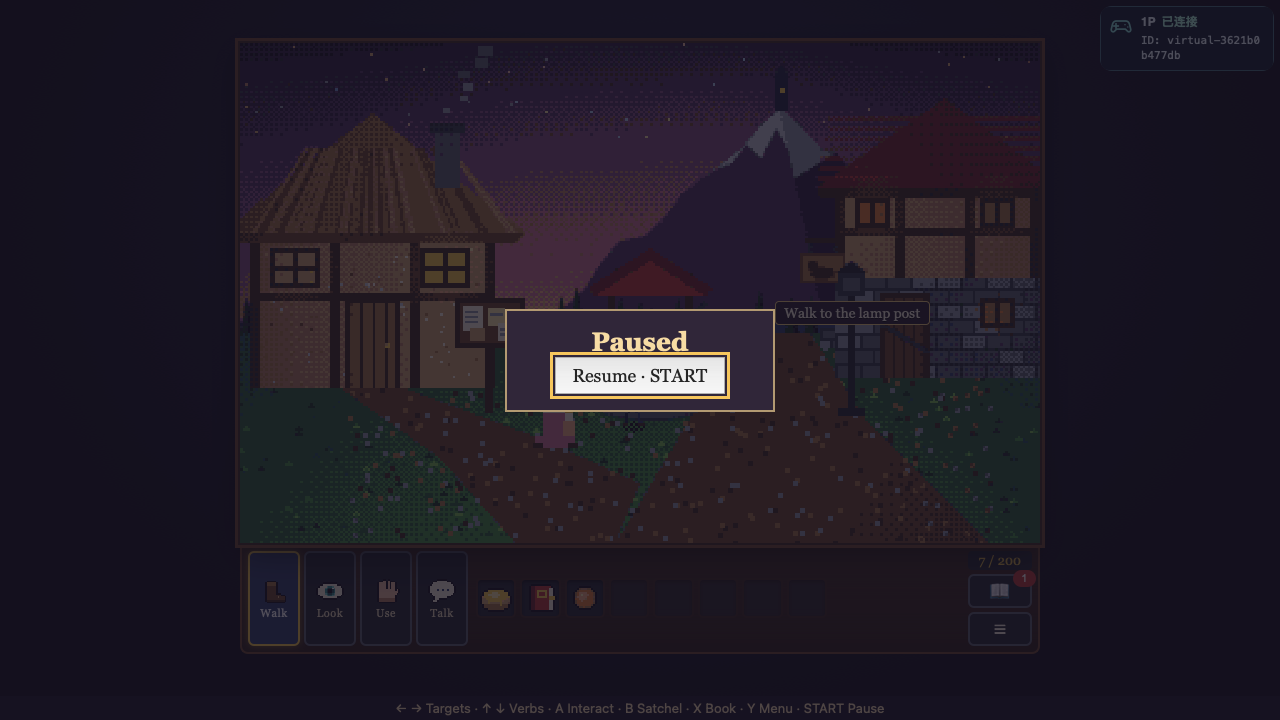 1P 已连接
ID: virtual-3621b0
b477db
Walk to the lamp post
Paused
Resume · START
7 / 200
1
Walk
Look
Use
Talk
← → Targets · ↑ ↓ Verbs · A Interact · B Satchel · X Book · Y Menu · START Pause